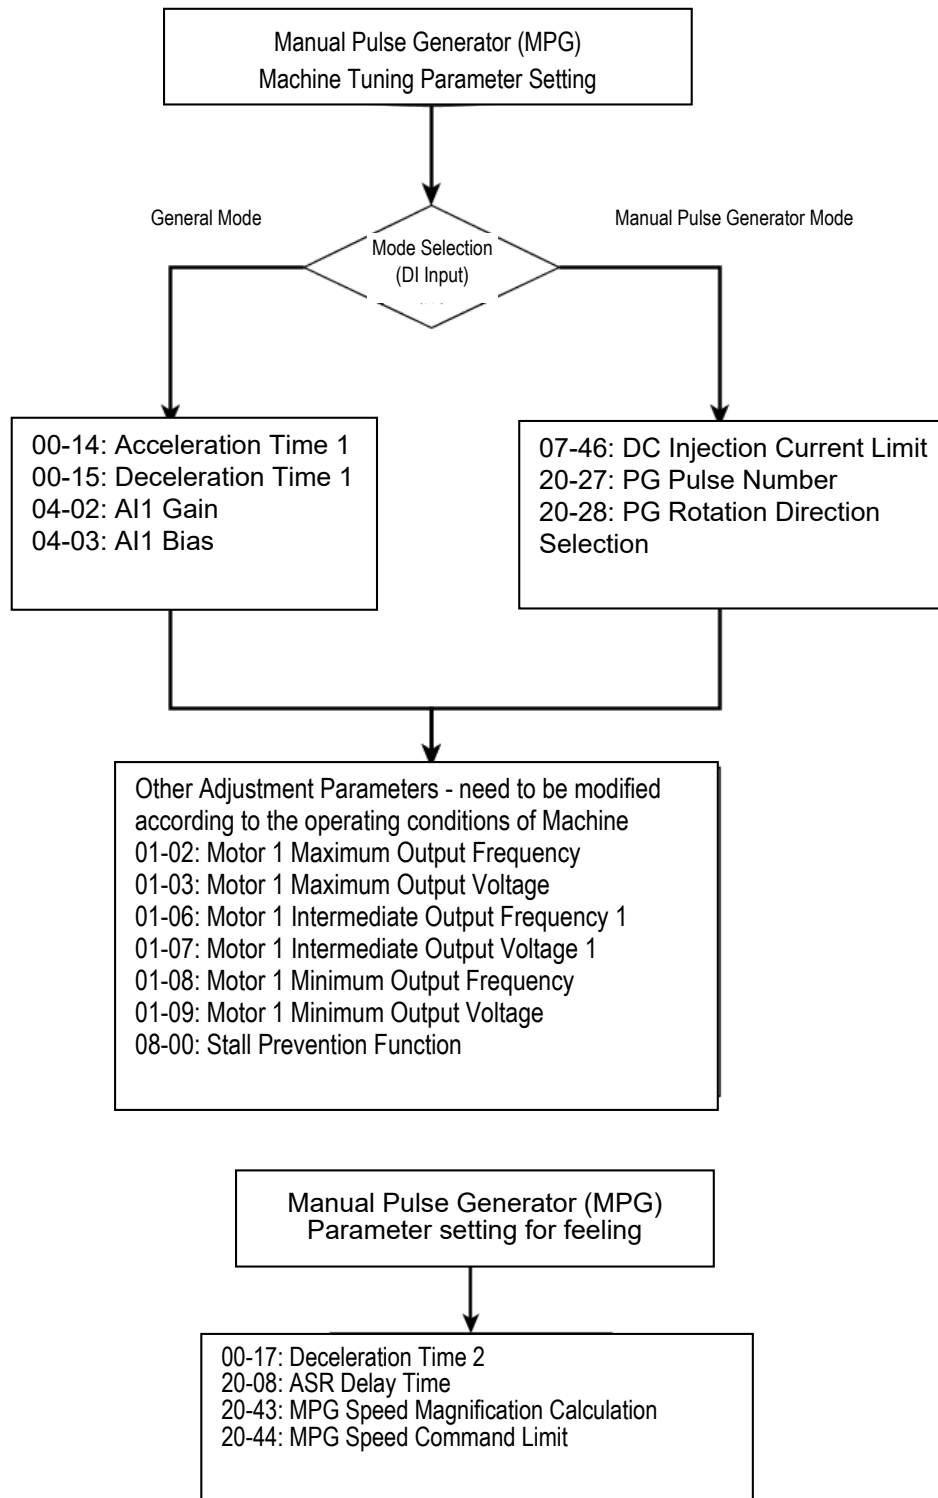 Manual Pulse Generator (MPG)
Machine Tuning Parameter Setting
General Mode
Manual Pulse Generator Mode
Mode Selection
(DI Input)
00-14: Acceleration Time 1
00-15: Deceleration Time 1
04-02: AI1 Gain
04-03: AI1 Bias
07-46: DC Injection Current Limit
20-27: PG Pulse Number
20-28: PG Rotation Direction
Selection
Other Adjustment Parameters - need to be modified
according to the operating conditions of Machine
01-02: Motor 1 Maximum Output Frequency
01-03: Motor 1 Maximum Output Voltage
01-06: Motor 1 Intermediate Output Frequency 1
01-07: Motor 1 Intermediate Output Voltage 1
01-08: Motor 1 Minimum Output Frequency
01-09: Motor 1 Minimum Output Voltage
08-00: Stall Prevention Function
Manual Pulse Generator (MPG)
Parameter setting for feeling
00-17: Deceleration Time 2
20-08: ASR Delay Time
20-43: MPG Speed Magnification Calculation
20-44: MPG Speed Command Limit